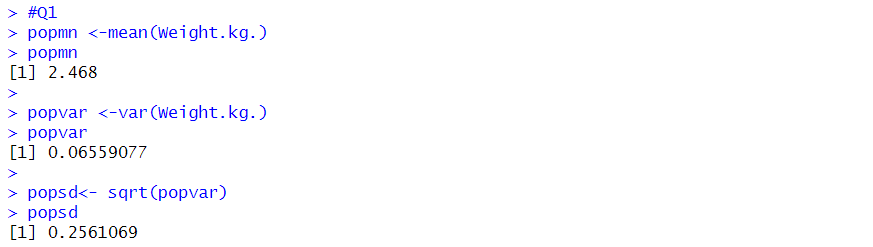 > #Q1
> popmn <-mean(Weight.kg.)
> popmn
[1] 2.468
>
> popvar <-var(Weight.kg.)
> popvar
[1] 0.06559077
>
> popsd<- sqrt(popvar)
> popsd
[1] 0.2561069